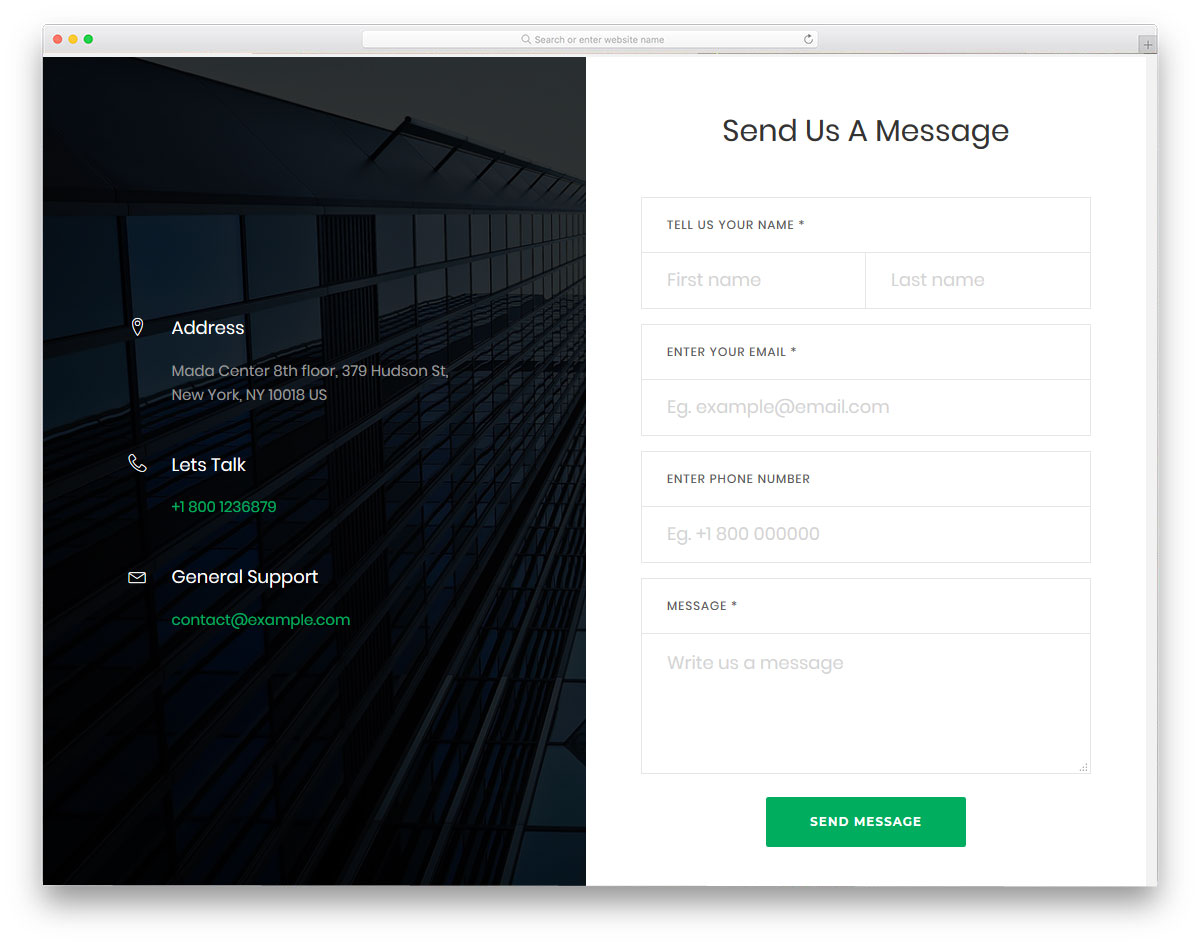 Search or enter website name
Address
Mada Center 8th floor, 379 Hudson St,
New York, NY 10018 US
Lets Talk
+1 800 1236879
General Support
contact@example.com
Send Us A Message
TELL US YOUR NAME *
First name
Last name
ENTER YOUR EMAIL *
Eg. example@email.com
ENTER PHONE NUMBER
Eg. +1 800 000000
MESSAGE *
Write us a message
SEND MESSAGE